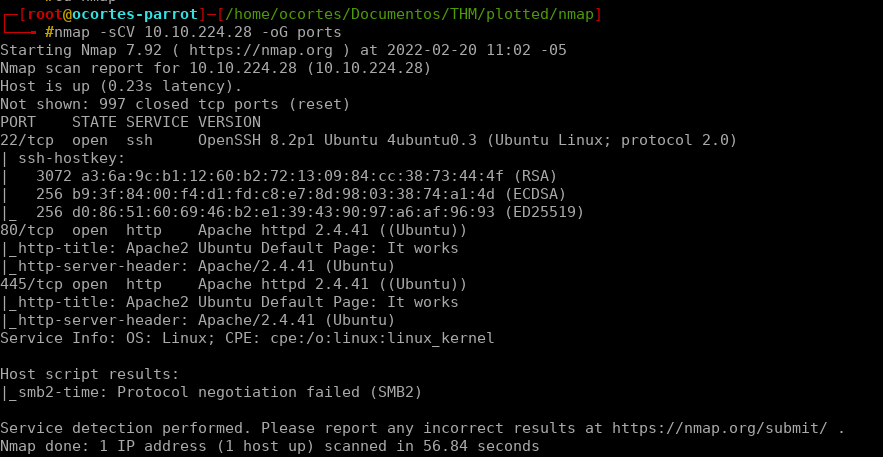 ┌─[root@ocortes-parrot]─[/home/ocortes/Documentos/THM/plotted/nmap]
└──╼ #nmap -sCV 10.10.224.28 -oG ports
Starting Nmap 7.92 ( https://nmap.org ) at 2022-02-20 11:02 -05
Nmap scan report for 10.10.224.28 (10.10.224.28)
Host is up (0.23s latency).
Not shown: 997 closed tcp ports (reset)
PORT    STATE SERVICE VERSION
22/tcp  open  ssh     OpenSSH 8.2p1 Ubuntu 4ubuntu0.3 (Ubuntu Linux; protocol 2.0)
| ssh-hostkey:
|   3072 a3:6a:9c:b1:12:60:b2:72:13:09:84:cc:38:73:44:4f (RSA)
|   256 b9:3f:84:00:f4:d1:fd:c8:e7:8d:98:03:38:74:a1:4d (ECDSA)
|_  256 d0:86:51:60:69:46:b2:e1:39:43:90:97:a6:af:96:93 (ED25519)
80/tcp  open  http    Apache httpd 2.4.41 ((Ubuntu))
|_http-title: Apache2 Ubuntu Default Page: It works
|_http-server-header: Apache/2.4.41 (Ubuntu)
445/tcp open  http    Apache httpd 2.4.41 ((Ubuntu))
|_http-title: Apache2 Ubuntu Default Page: It works
|_http-server-header: Apache/2.4.41 (Ubuntu)
Service Info: OS: Linux; CPE: cpe:/o:linux:linux_kernel

Host script results:
|_smb2-time: Protocol negotiation failed (SMB2)

Service detection performed. Please report any incorrect results at https://nmap.org/submit/ .
Nmap done: 1 IP address (1 host up) scanned in 56.84 seconds